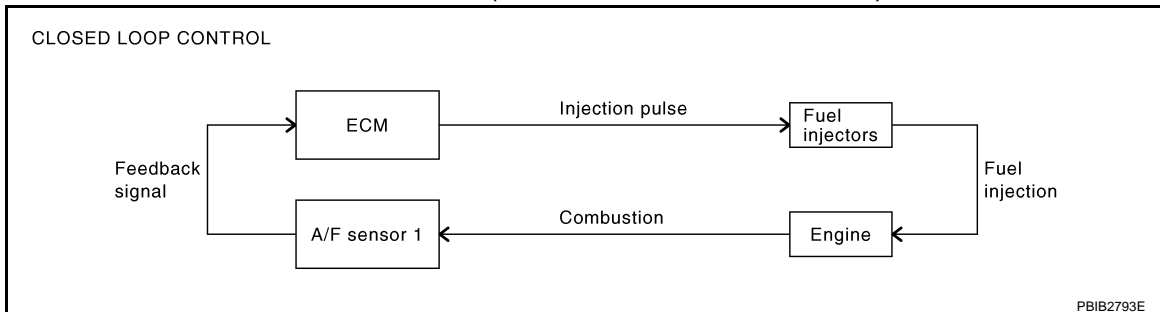 CLOSED LOOP CONTROL
ECM
Injection pulse
Fuel
injectors
Feedback
signal
Fuel
injection
A/F sensor 1
Combustion
Engine
PBIB2793E